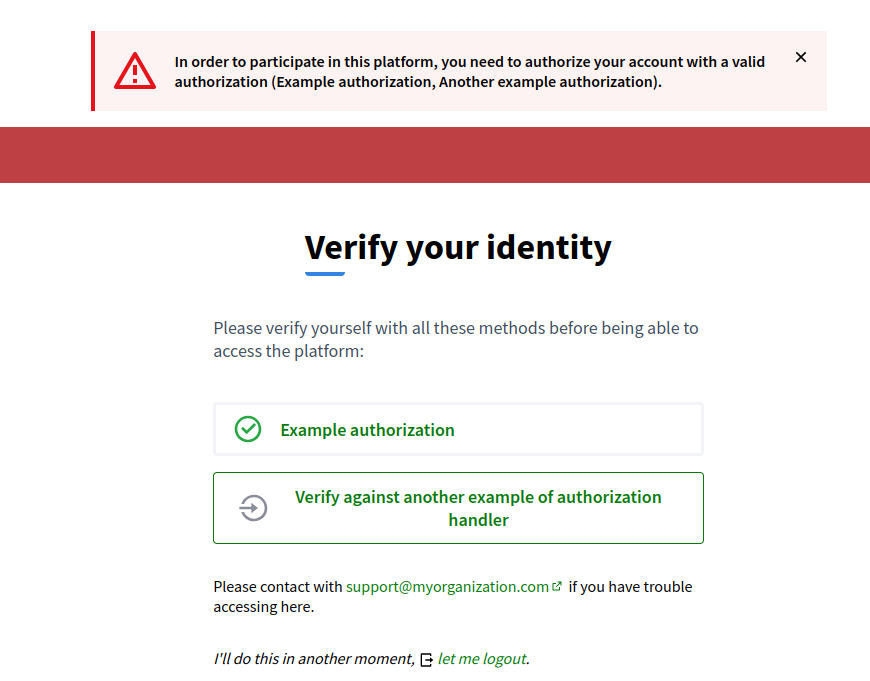 In order to participate in this platform, you need to authorize your account with a valid
authorization (Example authorization, Another example authorization).
Verify your identity
Please verify yourself with all these methods before being able to
access the platform:
Example authorization
Verify against another example of authorization
handler
Please contact with support@myorganization.com if you have trouble
accessing here.
I'll do this in another moment, let me logout.